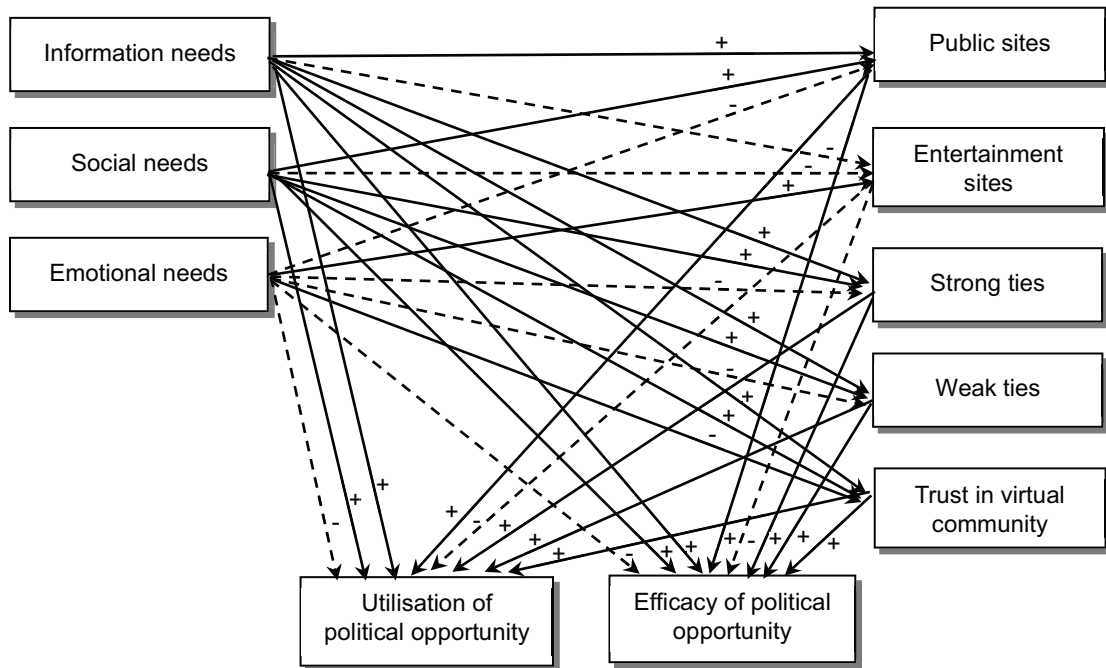 Information needs
Social needs
Emotional needs
Public sites
Entertainment
sites
Strong ties
Weak ties
Trust in virtual
community
Utilisation of
political opportunity
Efficacy of political
opportunity
+
+
-
-
-
+
+
+
+
-
+
+
-
+
+
-
-
+
+
+
-
+
+
+
-
+
+
+
-
+
+
+